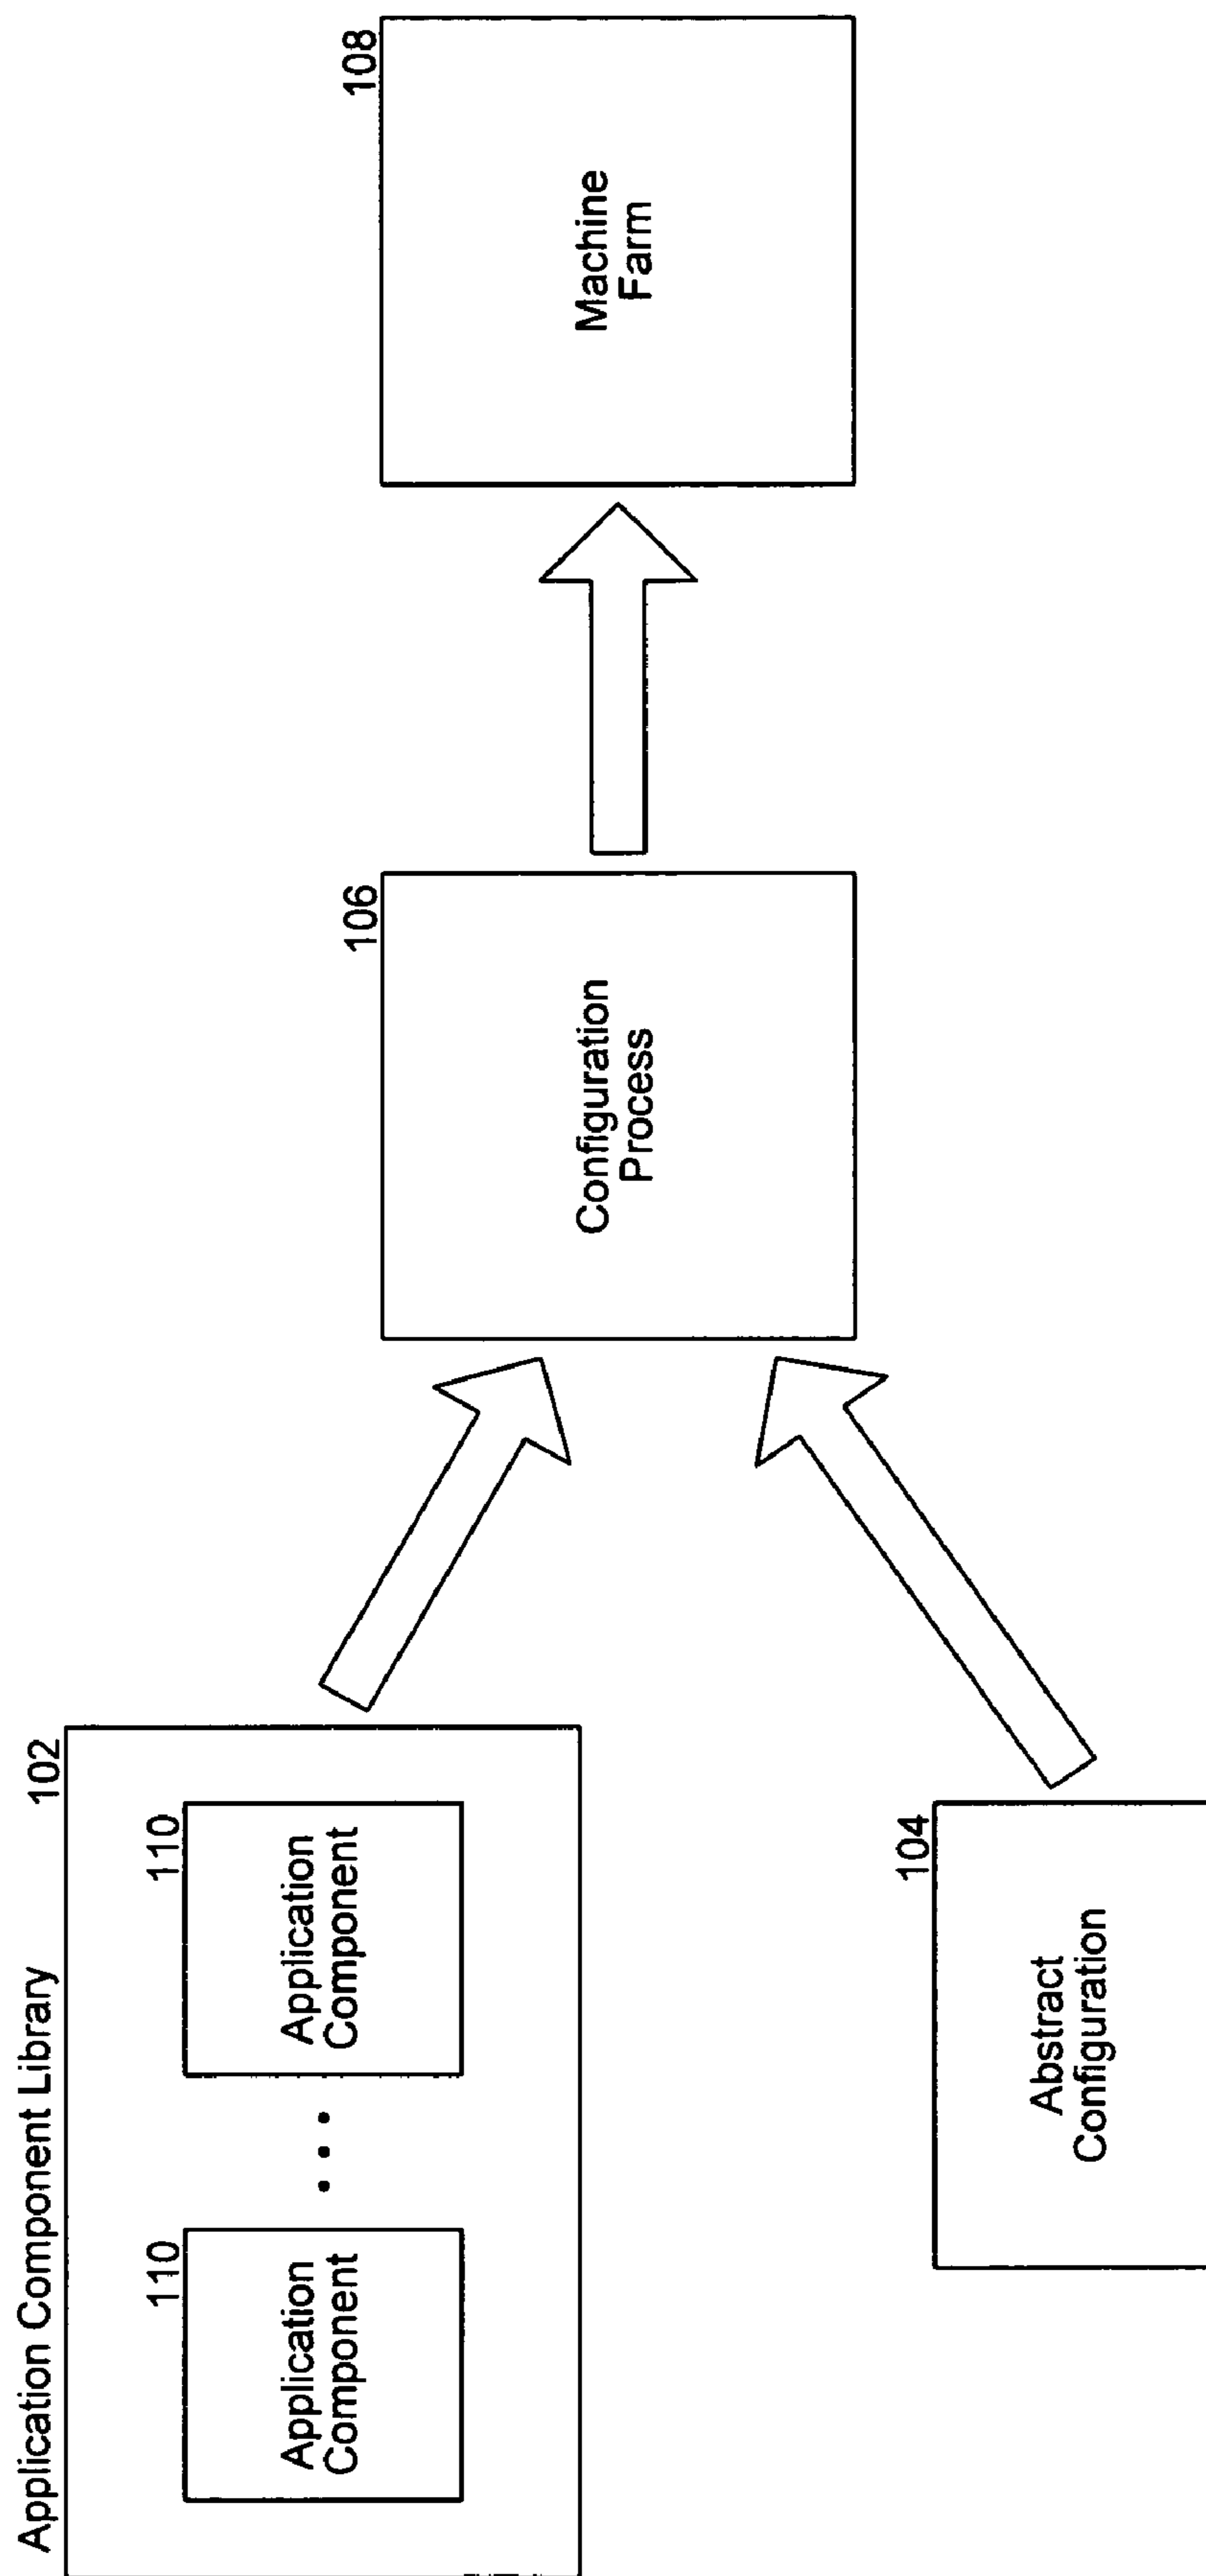 Application Component Library
102
110
Application
Component
. . .
110
Application
Component
104
Abstract
Configuration
106
Configuration
Process
108
Machine
Farm